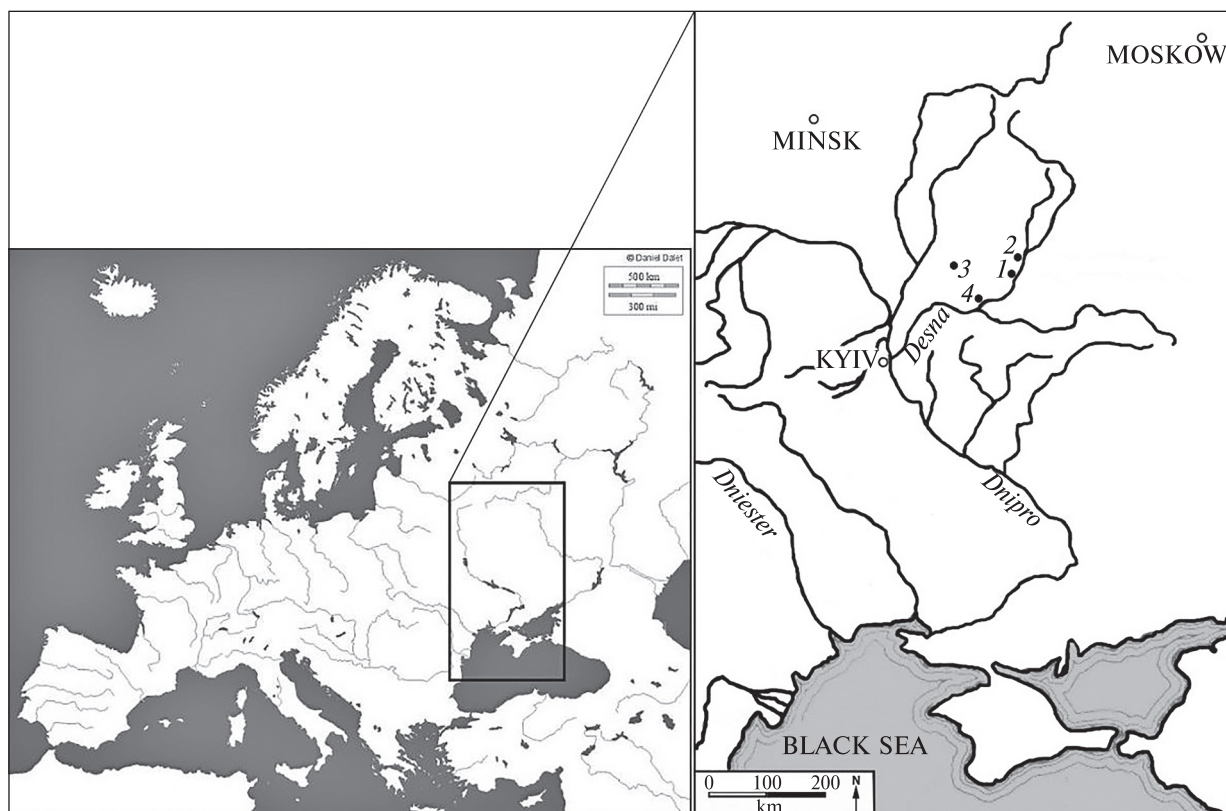 © Daniel Dalet
500 km
300 mi
MOSKOW
MINSK
2
3
1
4
Desna
KYIV
Dniester
Dnipro
BLACK SEA
0 100 200
km
N